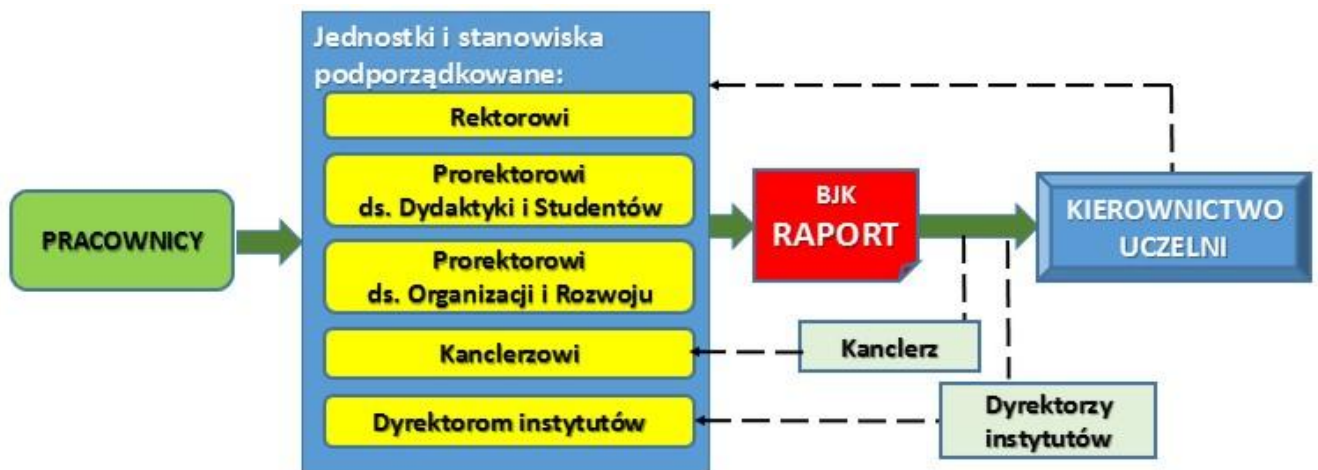 Jednostki i stanowiska
podporządkowane:
Rektorowi
Prorektorowi
ds. Dydaktyki i Studentów
Prorektorowi
ds. Organizacji i Rozwoju
Kanclerzowi
Dyrektorom instytutów
PRACOWNICY
BJK
RAPORT
KIEROWNICTWO
UCZELNI
Kanclerz
Dyrektorzy
instytutów